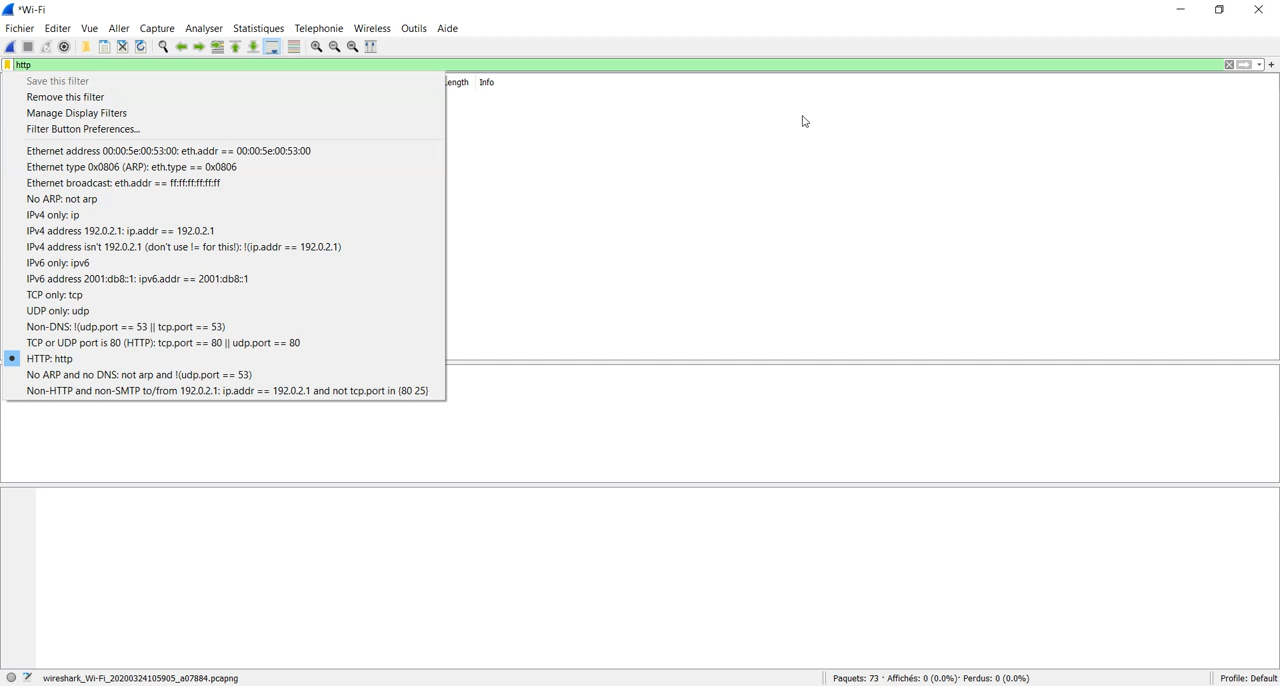 *Wi-Fi
Fichier Editer Vue Aller Capture Analyser Statistiques Telephonie Wireless Outils Aide
http
Save this filter
Remove this filter
Manage Display Filters
Filter Button Preferences...
Ethernet address 00:00:5e:00:53:00: eth.addr == 00:00:5e:00:53:00
Ethernet type 0x0806 (ARP): eth.type == 0x0806
Ethernet broadcast: eth.addr == ff:ff:ff:ff:ff:ff
No ARP: not arp
IPv4 only: ip
IPv4 address 192.0.2.1: ip.addr == 192.0.2.1
IPv4 address isn't 192.0.2.1 (don't use != for this!): !(ip.addr == 192.0.2.1)
IPv6 only: ipv6
IPv6 address 2001:db8::1: ipv6.addr == 2001:db8::1
TCP only: tcp
UDP only: udp
Non-DNS: !(udp.port == 53 || tcp.port == 53)
TCP or UDP port is 80 (HTTP): tcp.port == 80 || udp.port == 80
HTTP: http
No ARP and no DNS: not arp and !(udp.port == 53)
Non-HTTP and non-SMTP to/from 192.0.2.1: ip.addr == 192.0.2.1 and not tcp.port in {80 25}
Length Info
wireshark_Wi-Fi_20200324105905_a07884.pcapng
Paquets: 73 · Affichés: 0 (0.0%) · Perdus: 0 (0.0%)
Profile: Default